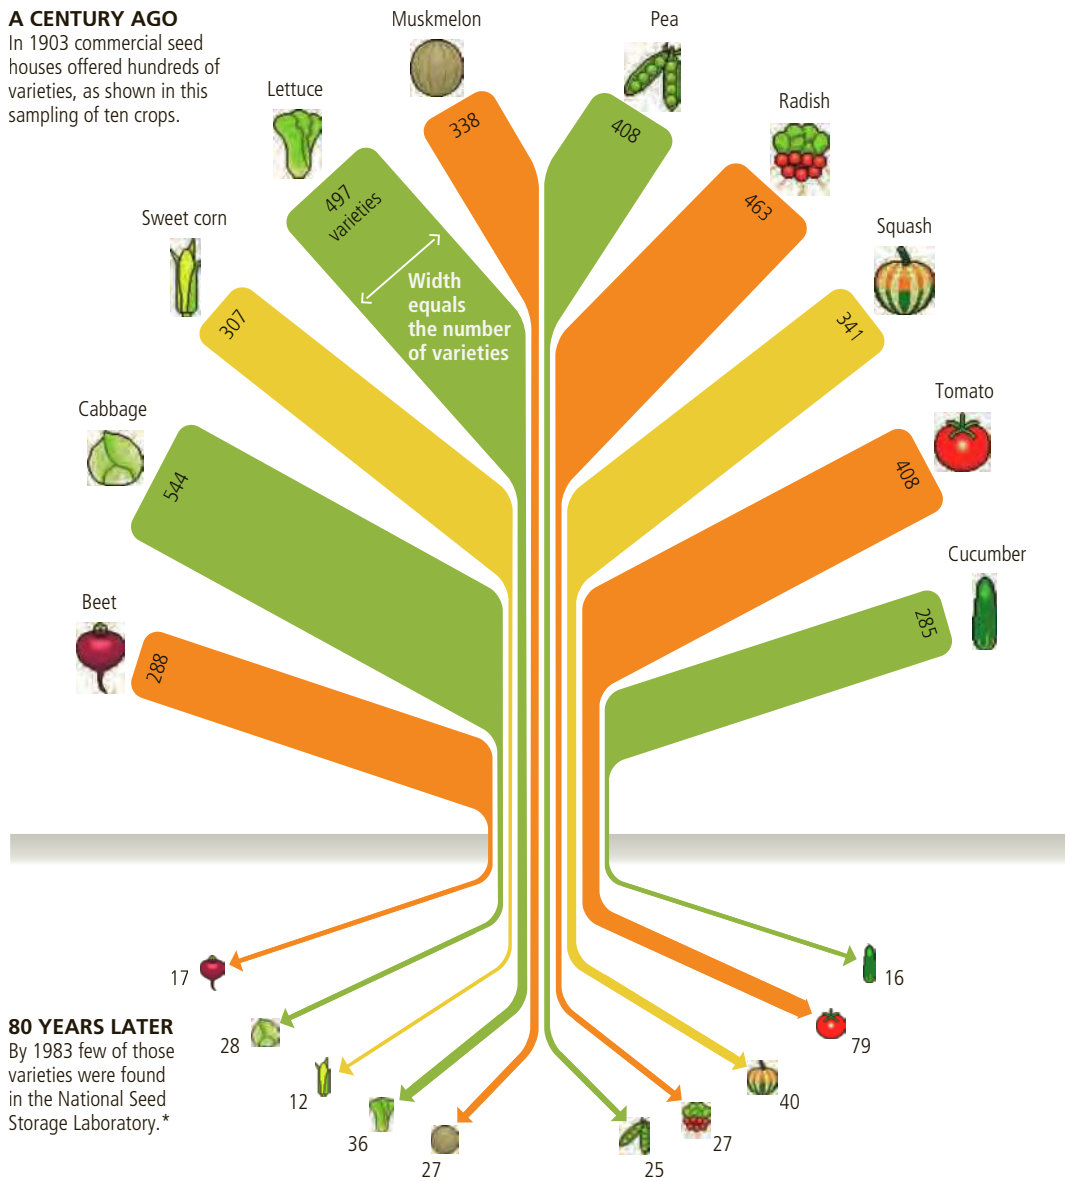 A CENTURY AGO
In 1903 commercial seed
houses offered hundreds of
varieties, as shown in this
sampling of ten crops.
Muskmelon
Pea
Lettuce
Radish
Sweet corn
Squash
Cabbage
Tomato
Beet
Cucumber
338
408
497
varieties
463
307
341
Width
equals
the number
of varieties
544
408
288
285
80 YEARS LATER
By 1983 few of those
varieties were found
in the National Seed
Storage Laboratory.*
17
28
12
36
27
25
27
40
79
16